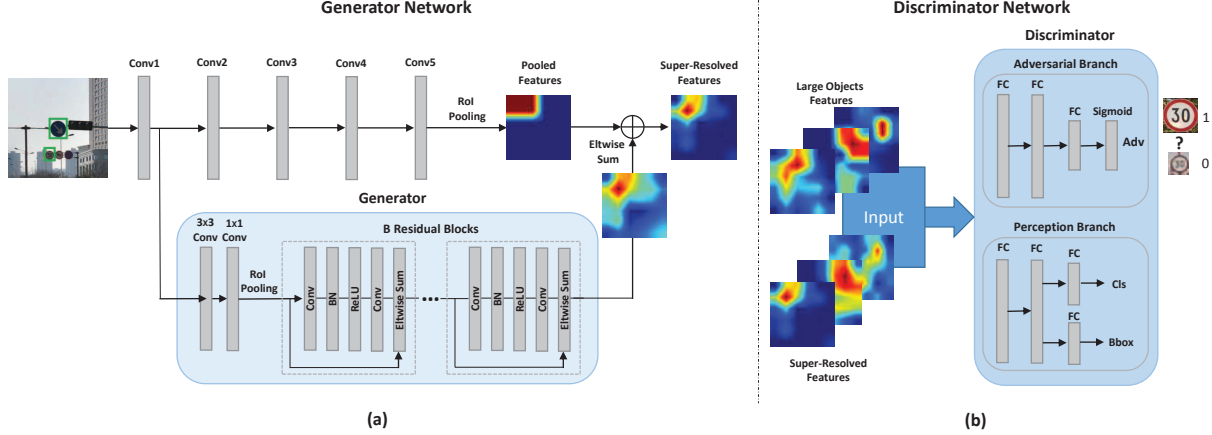 Generator Network
Conv1
Conv2
Conv3
Conv4
Conv5
RoI
Pooling
Pooled
Features
Super-Resolved
Features
Eltwise
Sum
Generator
3x3
Conv
1x1
Conv
RoI
Pooling
B Residual Blocks
Conv
BN
ReLU
Conv
Eltwise Sum
Conv
BN
ReLU
Conv
Eltwise Sum
(a)
Discriminator Network
Large Objects
Features
Input
Super-Resolved
Features
Discriminator
Adversarial Branch
FC
FC
FC
Sigmoid
Adv
30
1
?
30
0
Perception Branch
FC
FC
FC
Cls
FC
Bbox
(b)